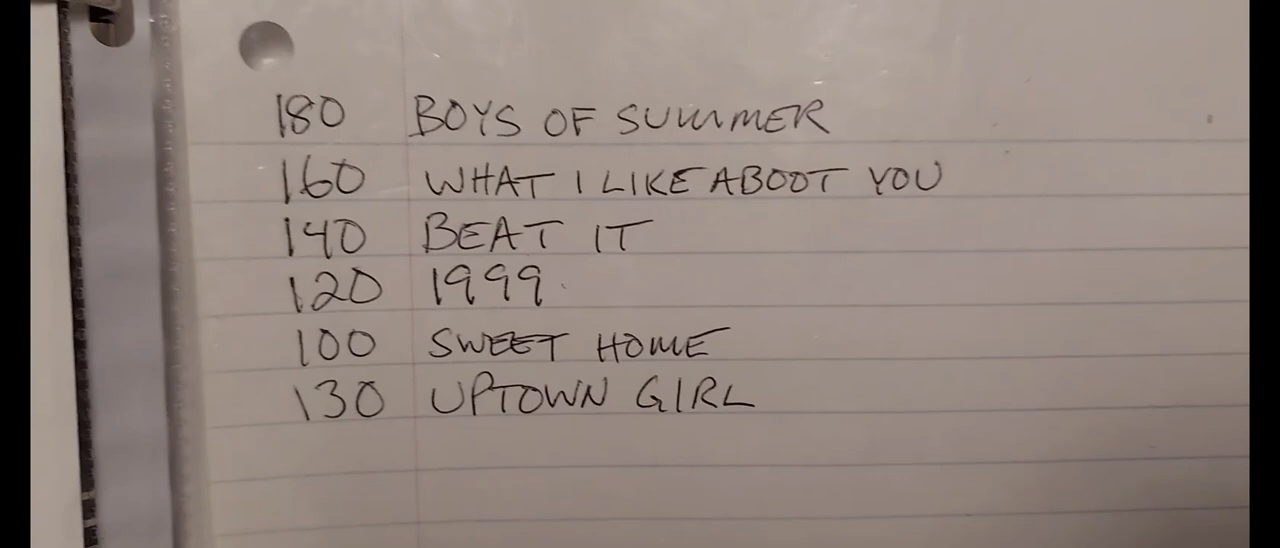 180 BOYS OF SUMMER
160 WHAT I LIKE ABOOT YOU
140 BEAT IT
120 1999
100 SWEET HOME
130 UPTOWN GIRL